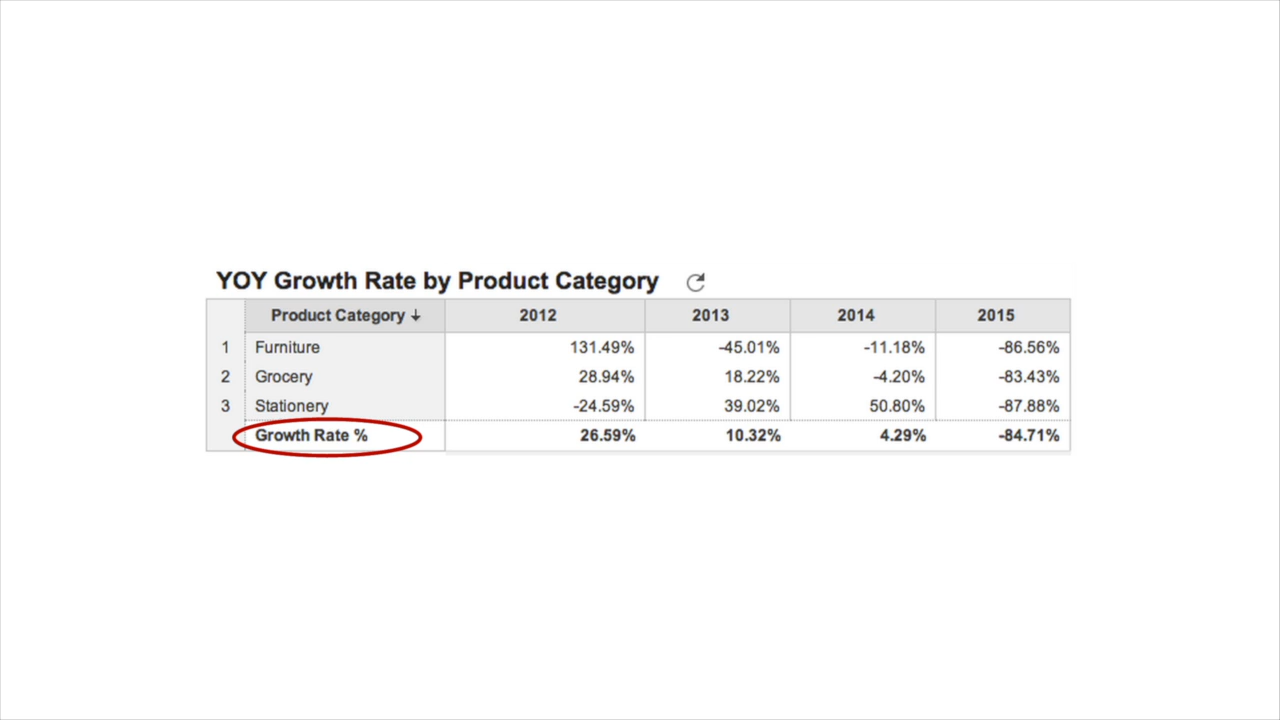 YOY Growth Rate by Product Category
Product Category ↓ 2012 2013 2014 2015
1 Furniture 131.49% -45.01% -11.18% -86.56%
2 Grocery 28.94% 18.22% -4.20% -83.43%
3 Stationery -24.59% 39.02% 50.80% -87.88%
Growth Rate % 26.59% 10.32% 4.29% -84.71%